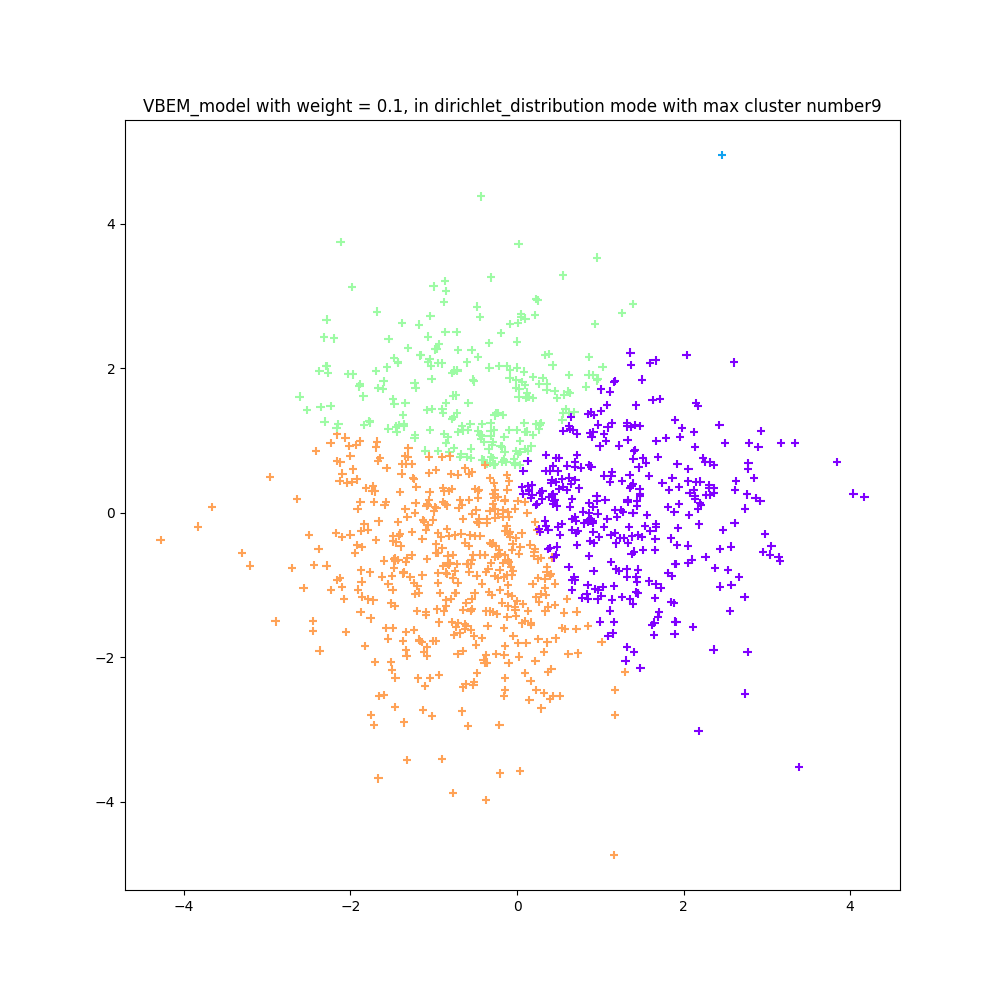 VBEM_model with weight = 0.1, in dirichlet_distribution mode with max cluster number9
4
2
0
−2
−4
−4 −2 0 2 4